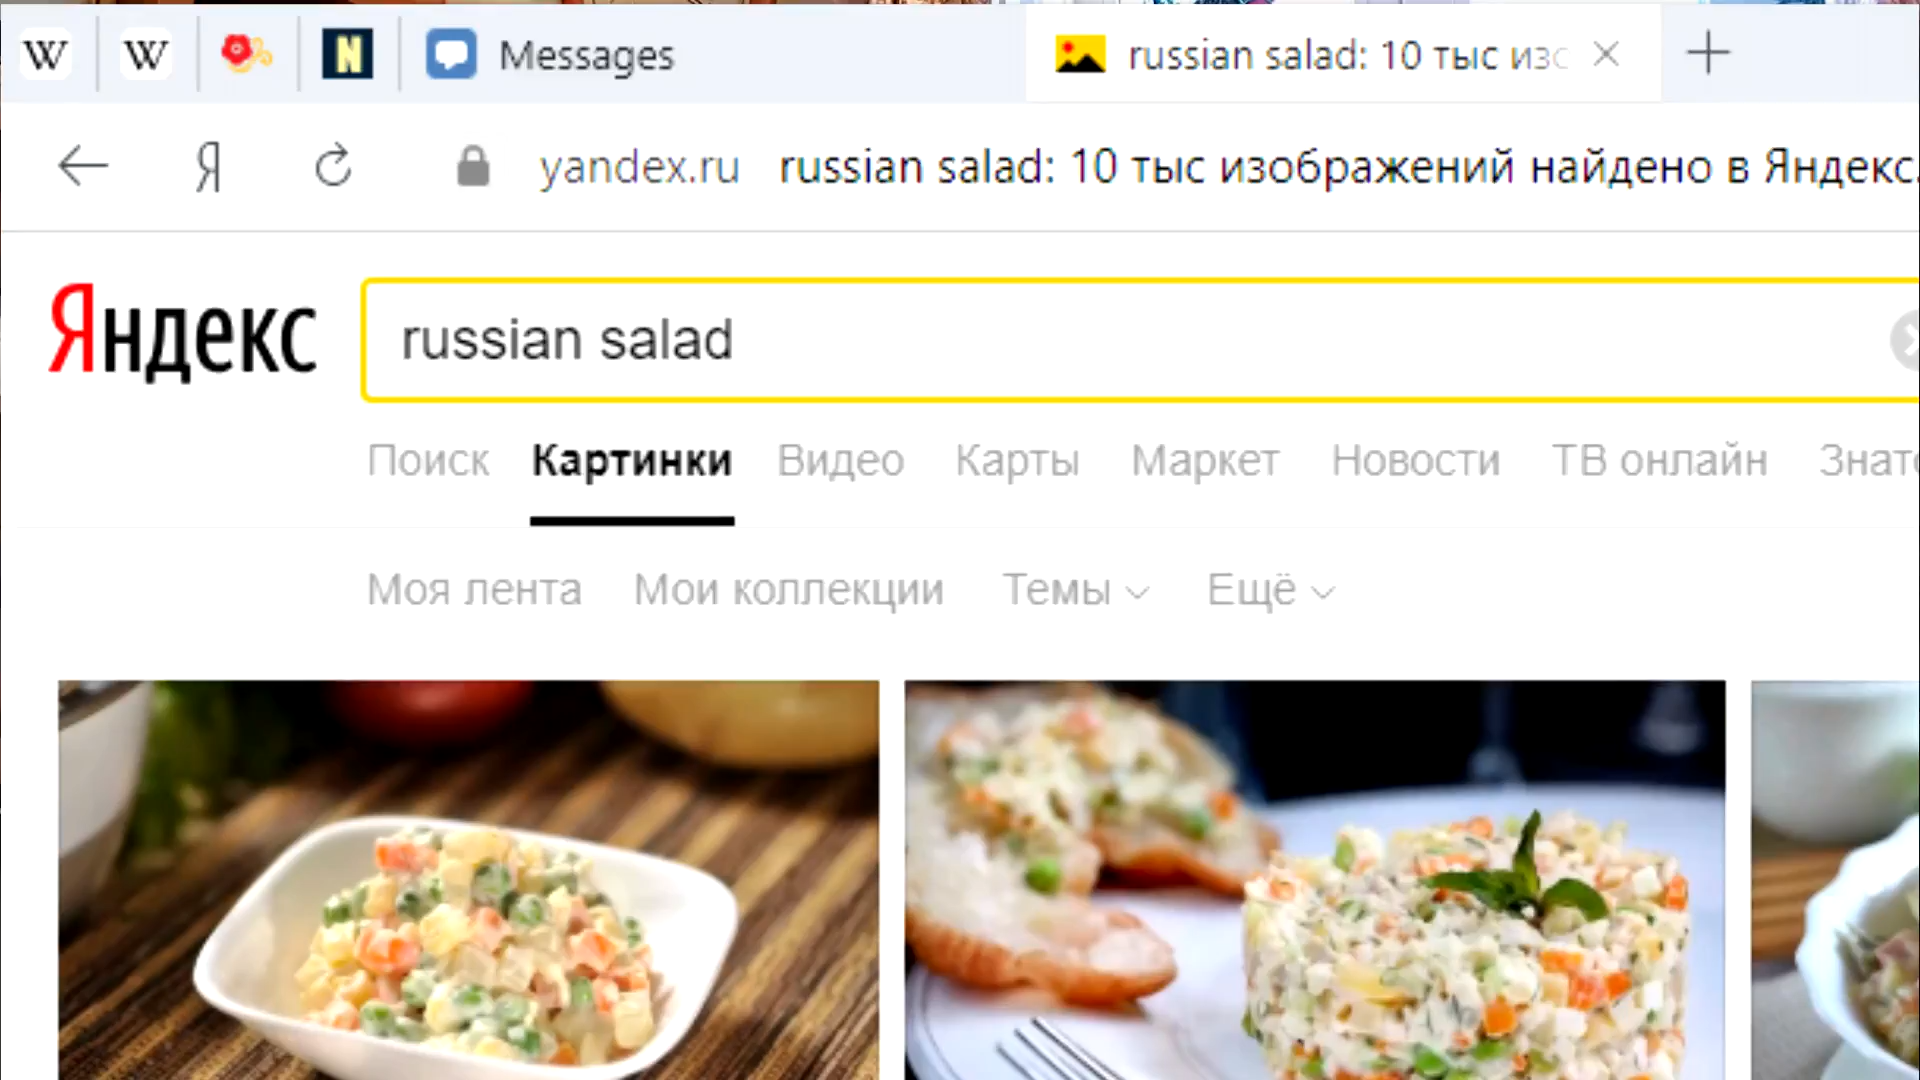 W W N Messages russian salad: 10 тыс
Я yandex.ru russian salad: 10 тыс изображений найдено в Яндекс.
Яндекс russian salad
Поиск Картинки Видео Карты Маркет Новости ТВ онлайн
Моя лента Мои коллекции Темы Ещё